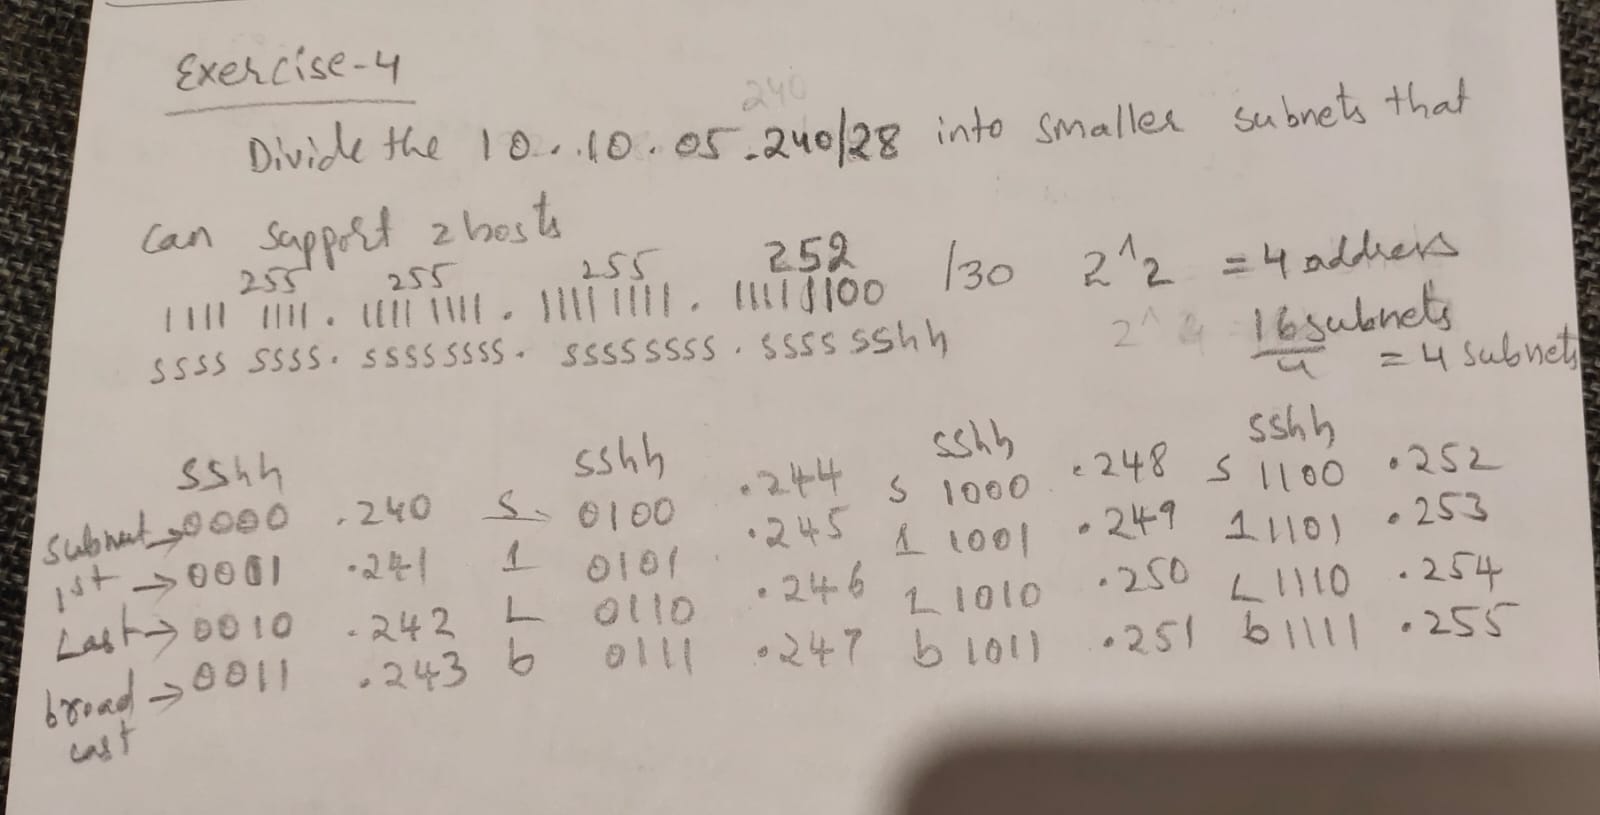 Exercise-4
240
Divide the 10..10.05.240/28 into smaller subnets that
can support 2 hosts
255 255 255 252
1111 1111. 1111 1111. 1111 1111. 11111100 /30 2^2 = 4 address
ssss ssss. ssss ssss. ssssssss. ssss sshh 2^4 16 subnets
4 = 4 subnets
sshh sshh sshh sshh
Subnet → 0000 .240 S. 0100 .244 S 1000 .248 S 1100 .252
1st → 0001 .241 1 0101 .245 1 1001 .249 1 1101 .253
Last → 0010 .242 L 0110 .246 L 1010 .250 L 1110 .254
broad → 0011 .243 b 0111 .247 b 1011 .251 b 1111 .255
cast